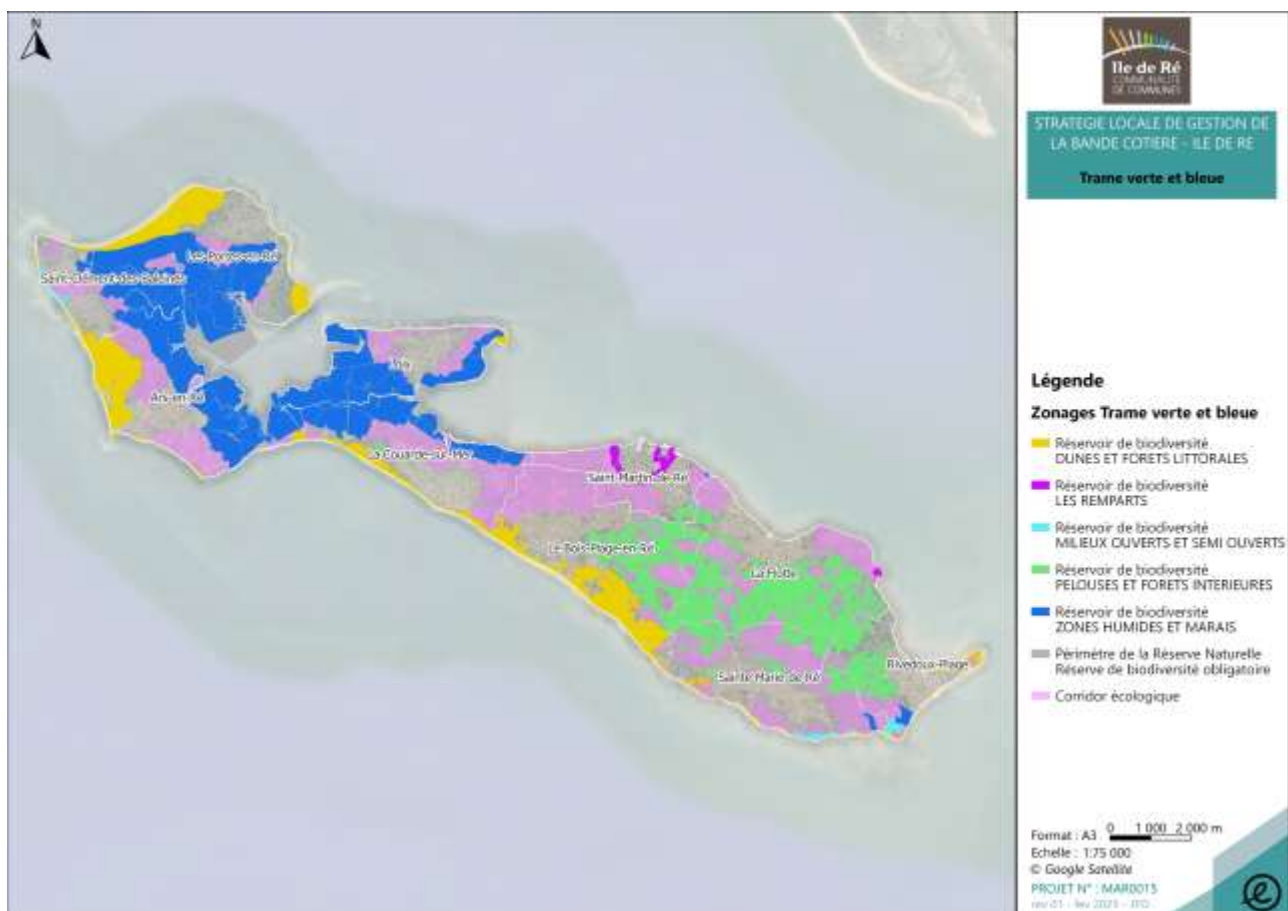 N
Ile de Ré
COMMUNAUTÉ
DE COMMUNES
STRATEGIE LOCALE DE GESTION DE
LA BANDE COTIERE - ILE DE RE
Trame verte et bleue
Les Portes-en-Ré
Saint-Clément-des-Baleines
Loix
Ars-en-Ré
La Couarde-sur-Mer
Saint-Martin-de-Ré
Le Bois-Plage-en-Ré
La Flotte
Rivedoux-Plage
Sainte-Marie-de-Ré
Légende
Zonages Trame verte et bleue
Réservoir de biodiversité
DUNES ET FORETS LITTORALES
Réservoir de biodiversité
LES REMPARTS
Réservoir de biodiversité
MILIEUX OUVERTS ET SEMI OUVERTS
Réservoir de biodiversité
PELOUSES ET FORETS INTERIEURES
Réservoir de biodiversité
ZONES HUMIDES ET MARAIS
Périmètre de la Réserve Naturelle
Réserve de biodiversité obligatoire
Corridor écologique
Format : A3
0 1 000 2 000 m
Echelle : 1:75 000
© Google Satellite
PROJET N° : MAR0015